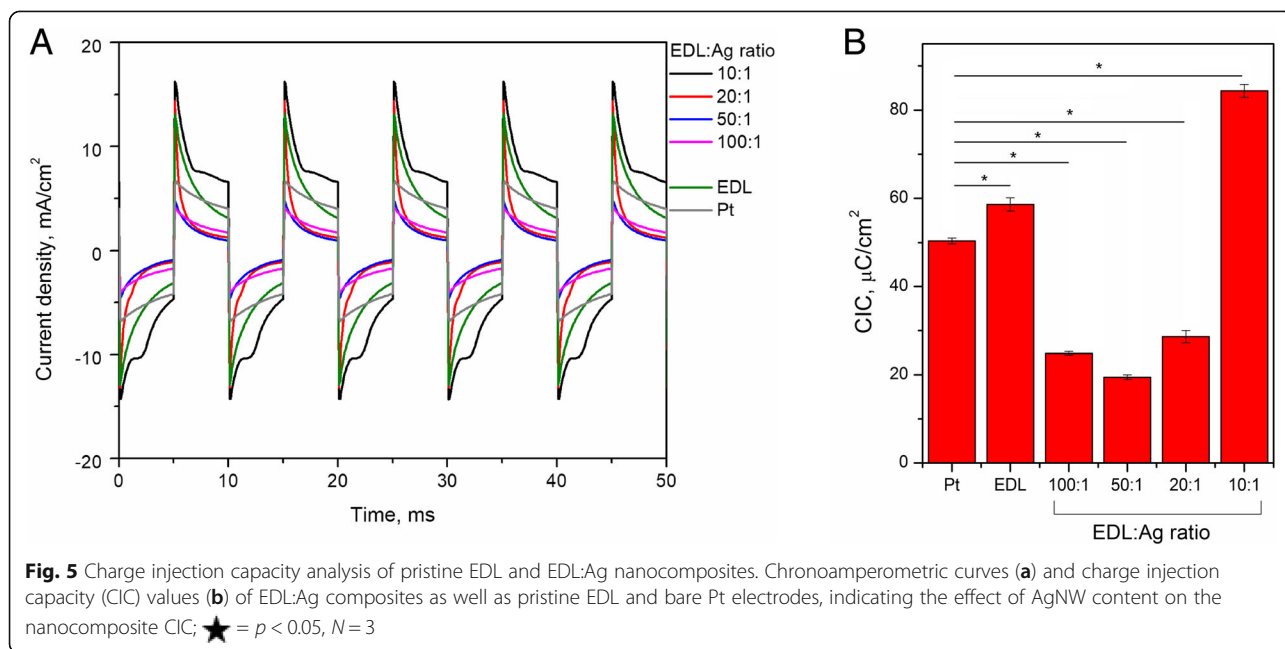 A
20
10
0
-10
-20
Current density, mA/cm²
0 10 20 30 40 50
Time, ms
EDL:Ag ratio
10:1
20:1
50:1
100:1
EDL
Pt
B
80
60
40
20
0
CIC, µC/cm²
*
*
*
*
*
Pt EDL 100:1 50:1 20:1 10:1
EDL:Ag ratio
Fig. 5 Charge injection capacity analysis of pristine EDL and EDL:Ag nanocomposites. Chronoamperometric curves (a) and charge injection
capacity (CIC) values (b) of EDL:Ag composites as well as pristine EDL and bare Pt electrodes, indicating the effect of AgNW content on the
nanocomposite CIC; ★ = p < 0.05, N = 3